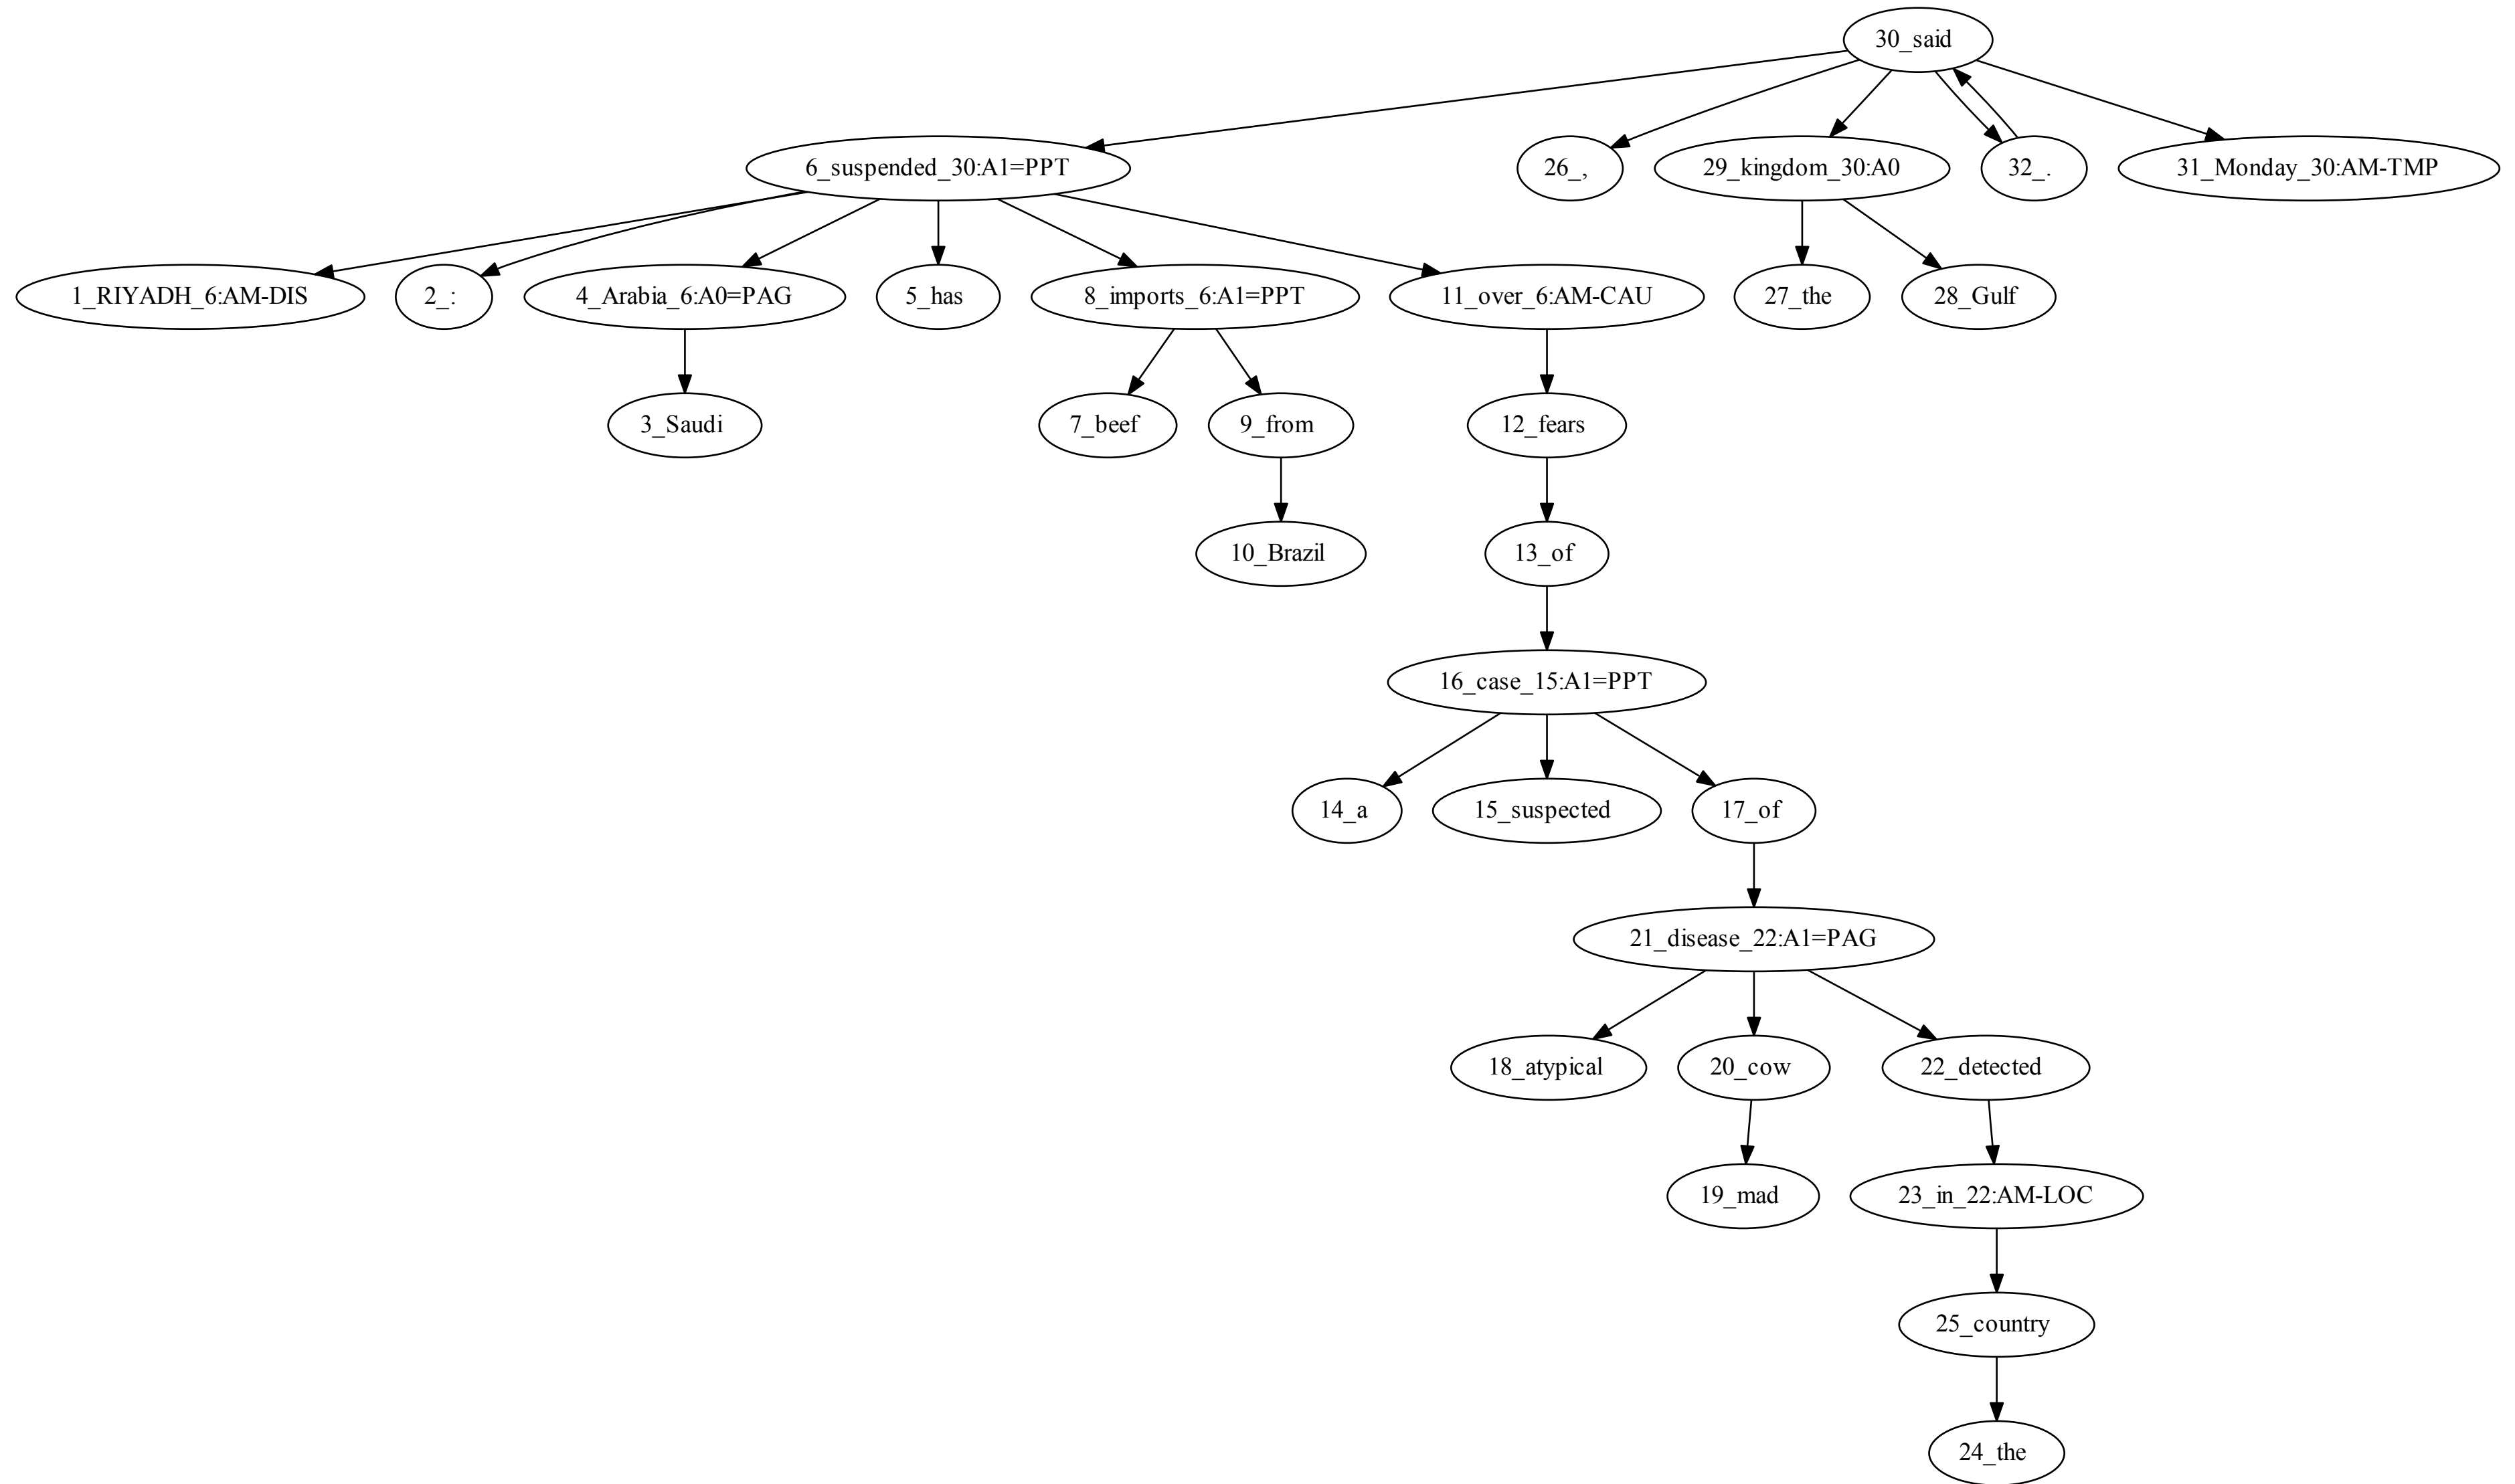 30_said
6_suspended_30:A1=PPT
26_,
29_kingdom_30:A0
32_.
31_Monday_30:AM-TMP
1_RIYADH_6:AM-DIS
2_:
4_Arabia_6:A0=PAG
5_has
8_imports_6:A1=PPT
11_over_6:AM-CAU
27_the
28_Gulf
3_Saudi
7_beef
9_from
12_fears
10_Brazil
13_of
16_case_15:A1=PPT
14_a
15_suspected
17_of
21_disease_22:A1=PAG
18_atypical
20_cow
22_detected
19_mad
23_in_22:AM-LOC
25_country
24_the